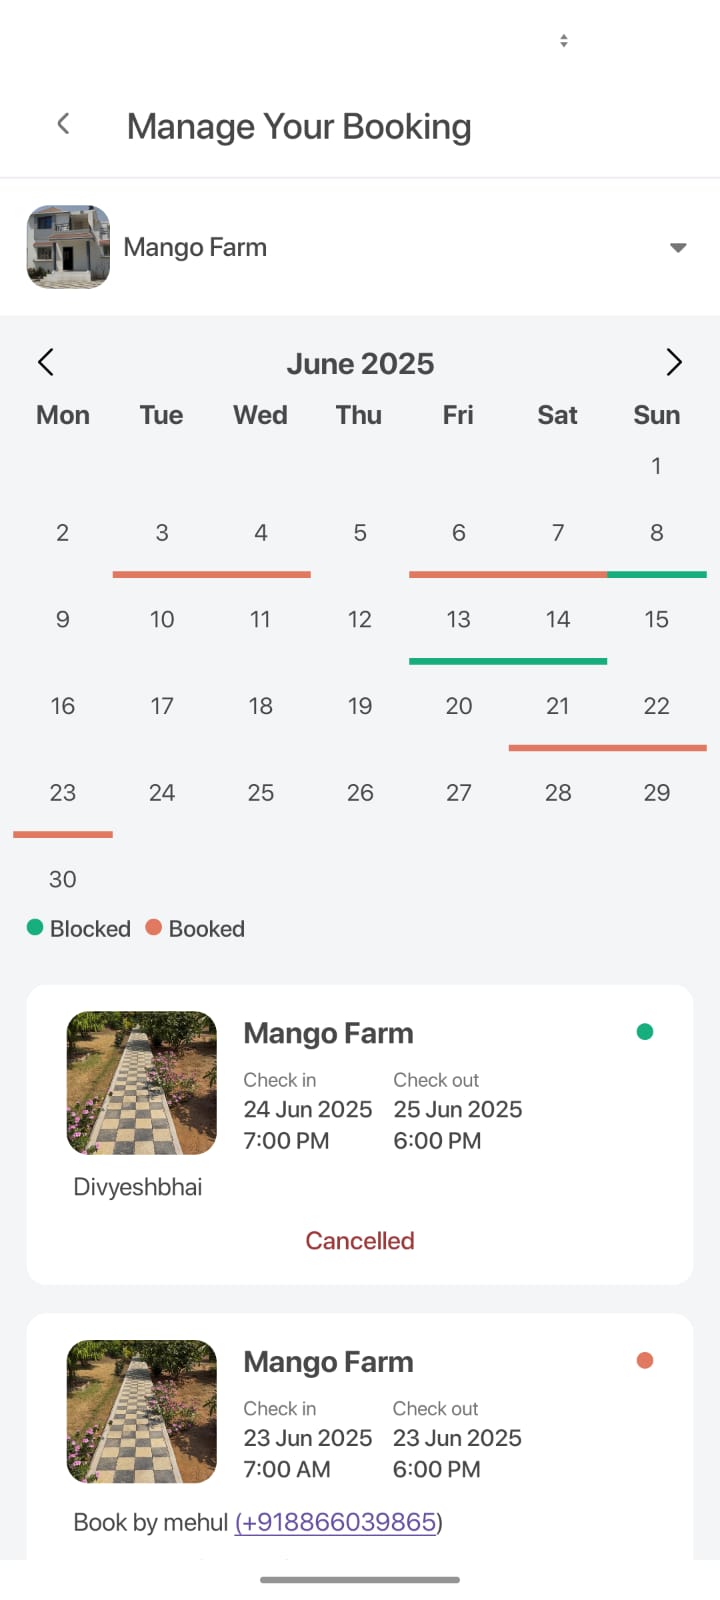 Manage Your Booking
Mango Farm
June 2025
Mon Tue Wed Thu Fri Sat Sun
1
2 3 4 5 6 7 8
9 10 11 12 13 14 15
16 17 18 19 20 21 22
23 24 25 26 27 28 29
30
Blocked Booked
Mango Farm
Check in Check out
24 Jun 2025 25 Jun 2025
7:00 PM 6:00 PM
Divyeshbhai
Cancelled
Mango Farm
Check in Check out
23 Jun 2025 23 Jun 2025
7:00 AM 6:00 PM
Book by mehul (+918866039865)